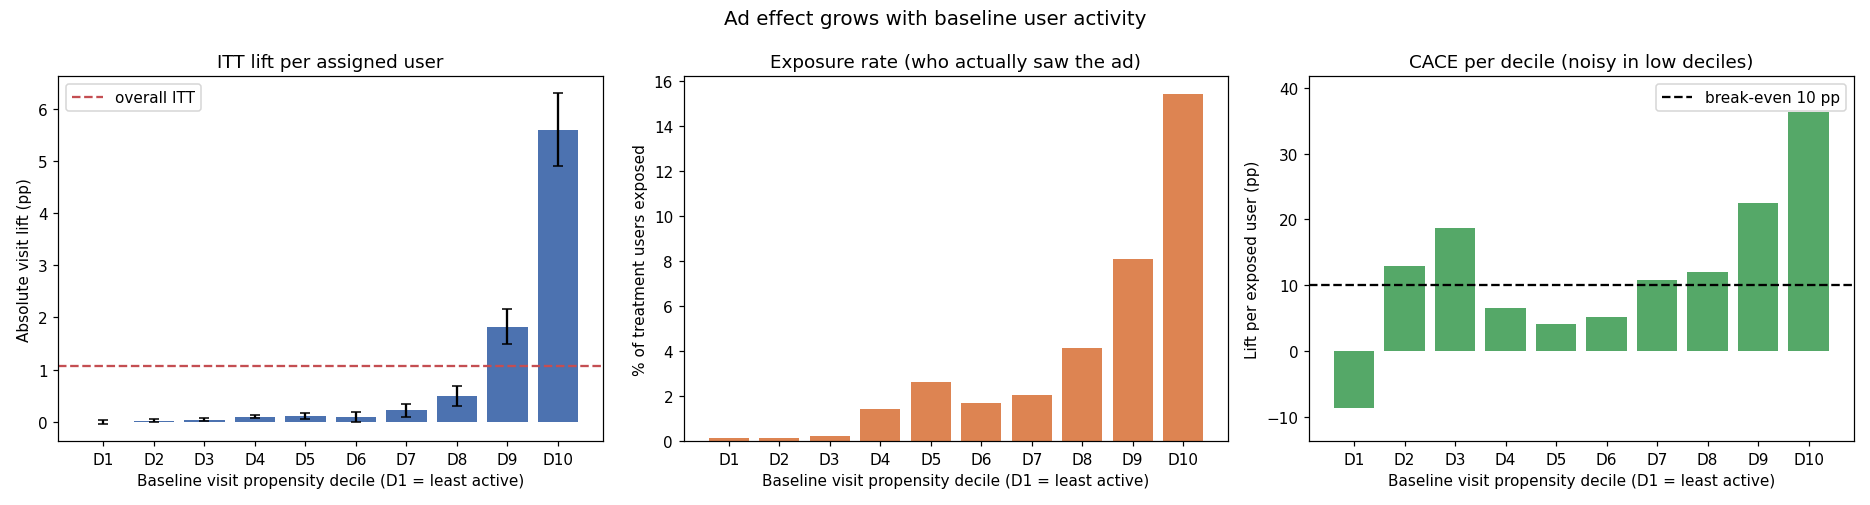 Ad effect grows with baseline user activity
ITT lift per assigned user
Absolute visit lift (pp)
6
5
4
3
2
1
0
overall ITT
D1 D2 D3 D4 D5 D6 D7 D8 D9 D10
Baseline visit propensity decile (D1 = least active)
Exposure rate (who actually saw the ad)
% of treatment users exposed
16
14
12
10
8
6
4
2
0
D1 D2 D3 D4 D5 D6 D7 D8 D9 D10
Baseline visit propensity decile (D1 = least active)
CACE per decile (noisy in low deciles)
Lift per exposed user (pp)
40
30
20
10
0
−10
break-even 10 pp
D1 D2 D3 D4 D5 D6 D7 D8 D9 D10
Baseline visit propensity decile (D1 = least active)